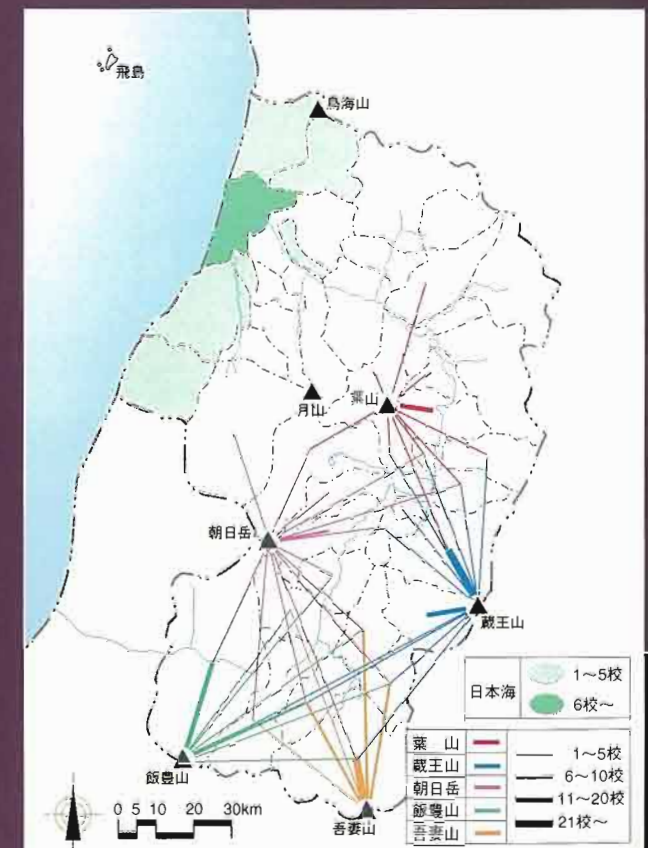 飛島
鳥海山
月山
葉山
朝日岳
蔵王山
飯豊山
吾妻山
0 5 10 20 30km
日本海
1～5校
6校～
葉 山
蔵王山
朝日岳
飯豊山
吾妻山
1～5校
6～10校
11～20校
21校～